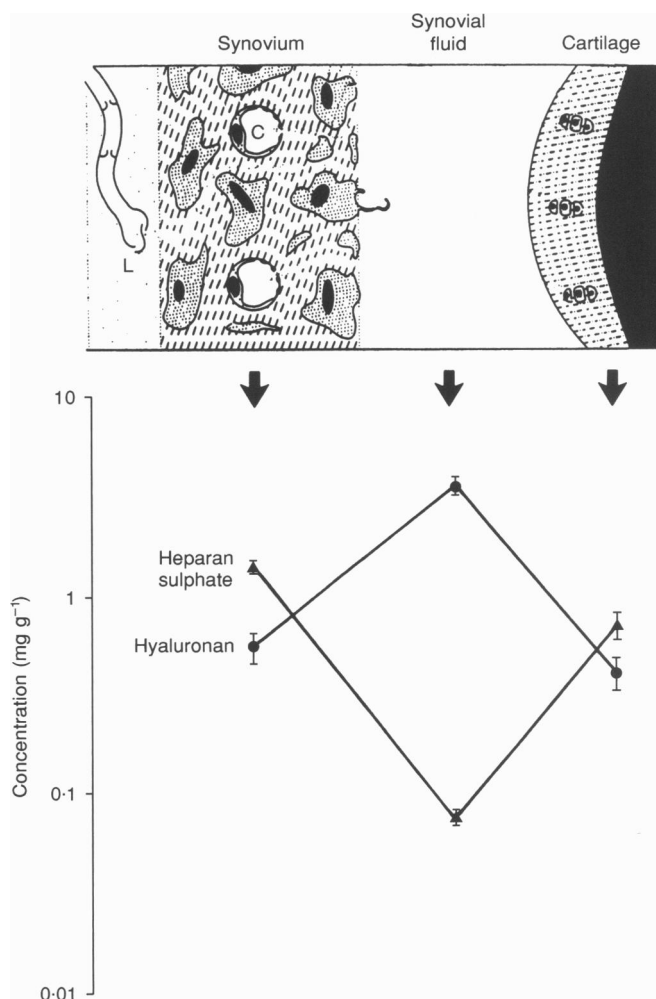 Synovium
Synovial
fluid
Cartilage
C
L
10
Heparan
sulphate
1
Hyaluronan
Concentration (mg g⁻¹)
0·1
0·01